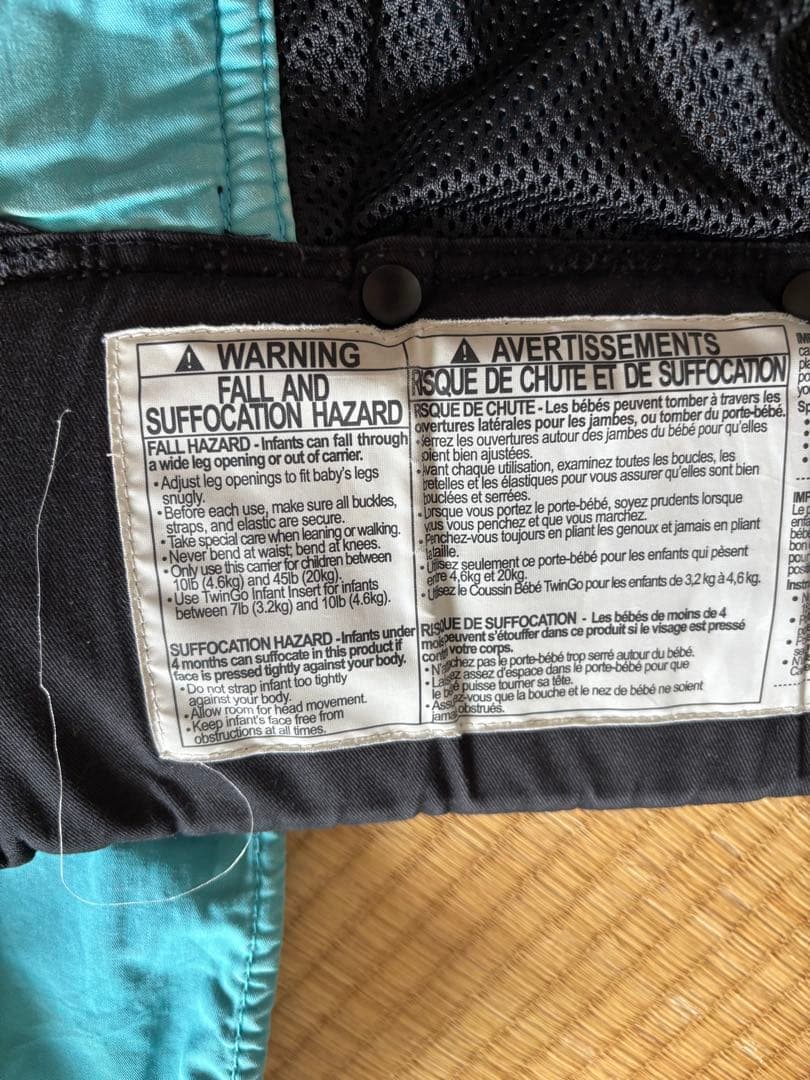 ⚠ WARNING
FALL AND
SUFFOCATION HAZARD
FALL HAZARD - Infants can fall through
a wide leg opening or out of carrier.
• Adjust leg openings to fit baby's legs
snugly.
• Before each use, make sure all buckles,
straps, and elastic are secure.
• Take special care when leaning or walking.
• Never bend at waist; bend at knees.
• Only use this carrier for children between
10lb (4.6kg) and 45lb (20kg).
• Use TwinGo Infant Insert for infants
between 7lb (3.2kg) and 10lb (4.6kg).
SUFFOCATION HAZARD - Infants under
4 months can suffocate in this product if
face is pressed tightly against your body.
• Do not strap infant too tightly
against your body.
• Allow room for head movement.
• Keep infant's face free from
obstructions at all times.
⚠ AVERTISSEMENTS
RISQUE DE CHUTE ET DE SUFFOCATION
RSQUE DE CHUTE - Les bébés peuvent tomber à travers les
ouvertures latérales pour les jambes, ou tomber du porte-bébé.
• Serrez les ouvertures autour des jambes du bébé pour qu'elles
soient bien ajustées.
• Avant chaque utilisation, examinez toutes les boucles, les
bretelles et les élastiques pour vous assurer qu'elles sont bien
bouclées et serrées.
• Lorsque vous portez le porte-bébé, soyez prudents lorsque
vous vous penchez et que vous marchez.
• Penchez-vous toujours en pliant les genoux et jamais en pliant
la taille.
• Utilisez seulement ce porte-bébé pour les enfants qui pèsent
entre 4,6kg et 20kg.
• Utilisez le Coussin Bébé TwinGo pour les enfants de 3,2 kg à 4,6 kg.
RISQUE DE SUFFOCATION - Les bébés de moins de 4
mois peuvent s'étouffer dans ce produit si le visage est pressé
contre votre corps.
• N'attachez pas le porte-bébé trop serré autour du bébé.
• Laissez assez d'espace dans le porte-bébé pour que
le bébé puisse tourner sa tête.
• Assurez-vous que la bouche et le nez de bébé ne soient
jamais obstrués.